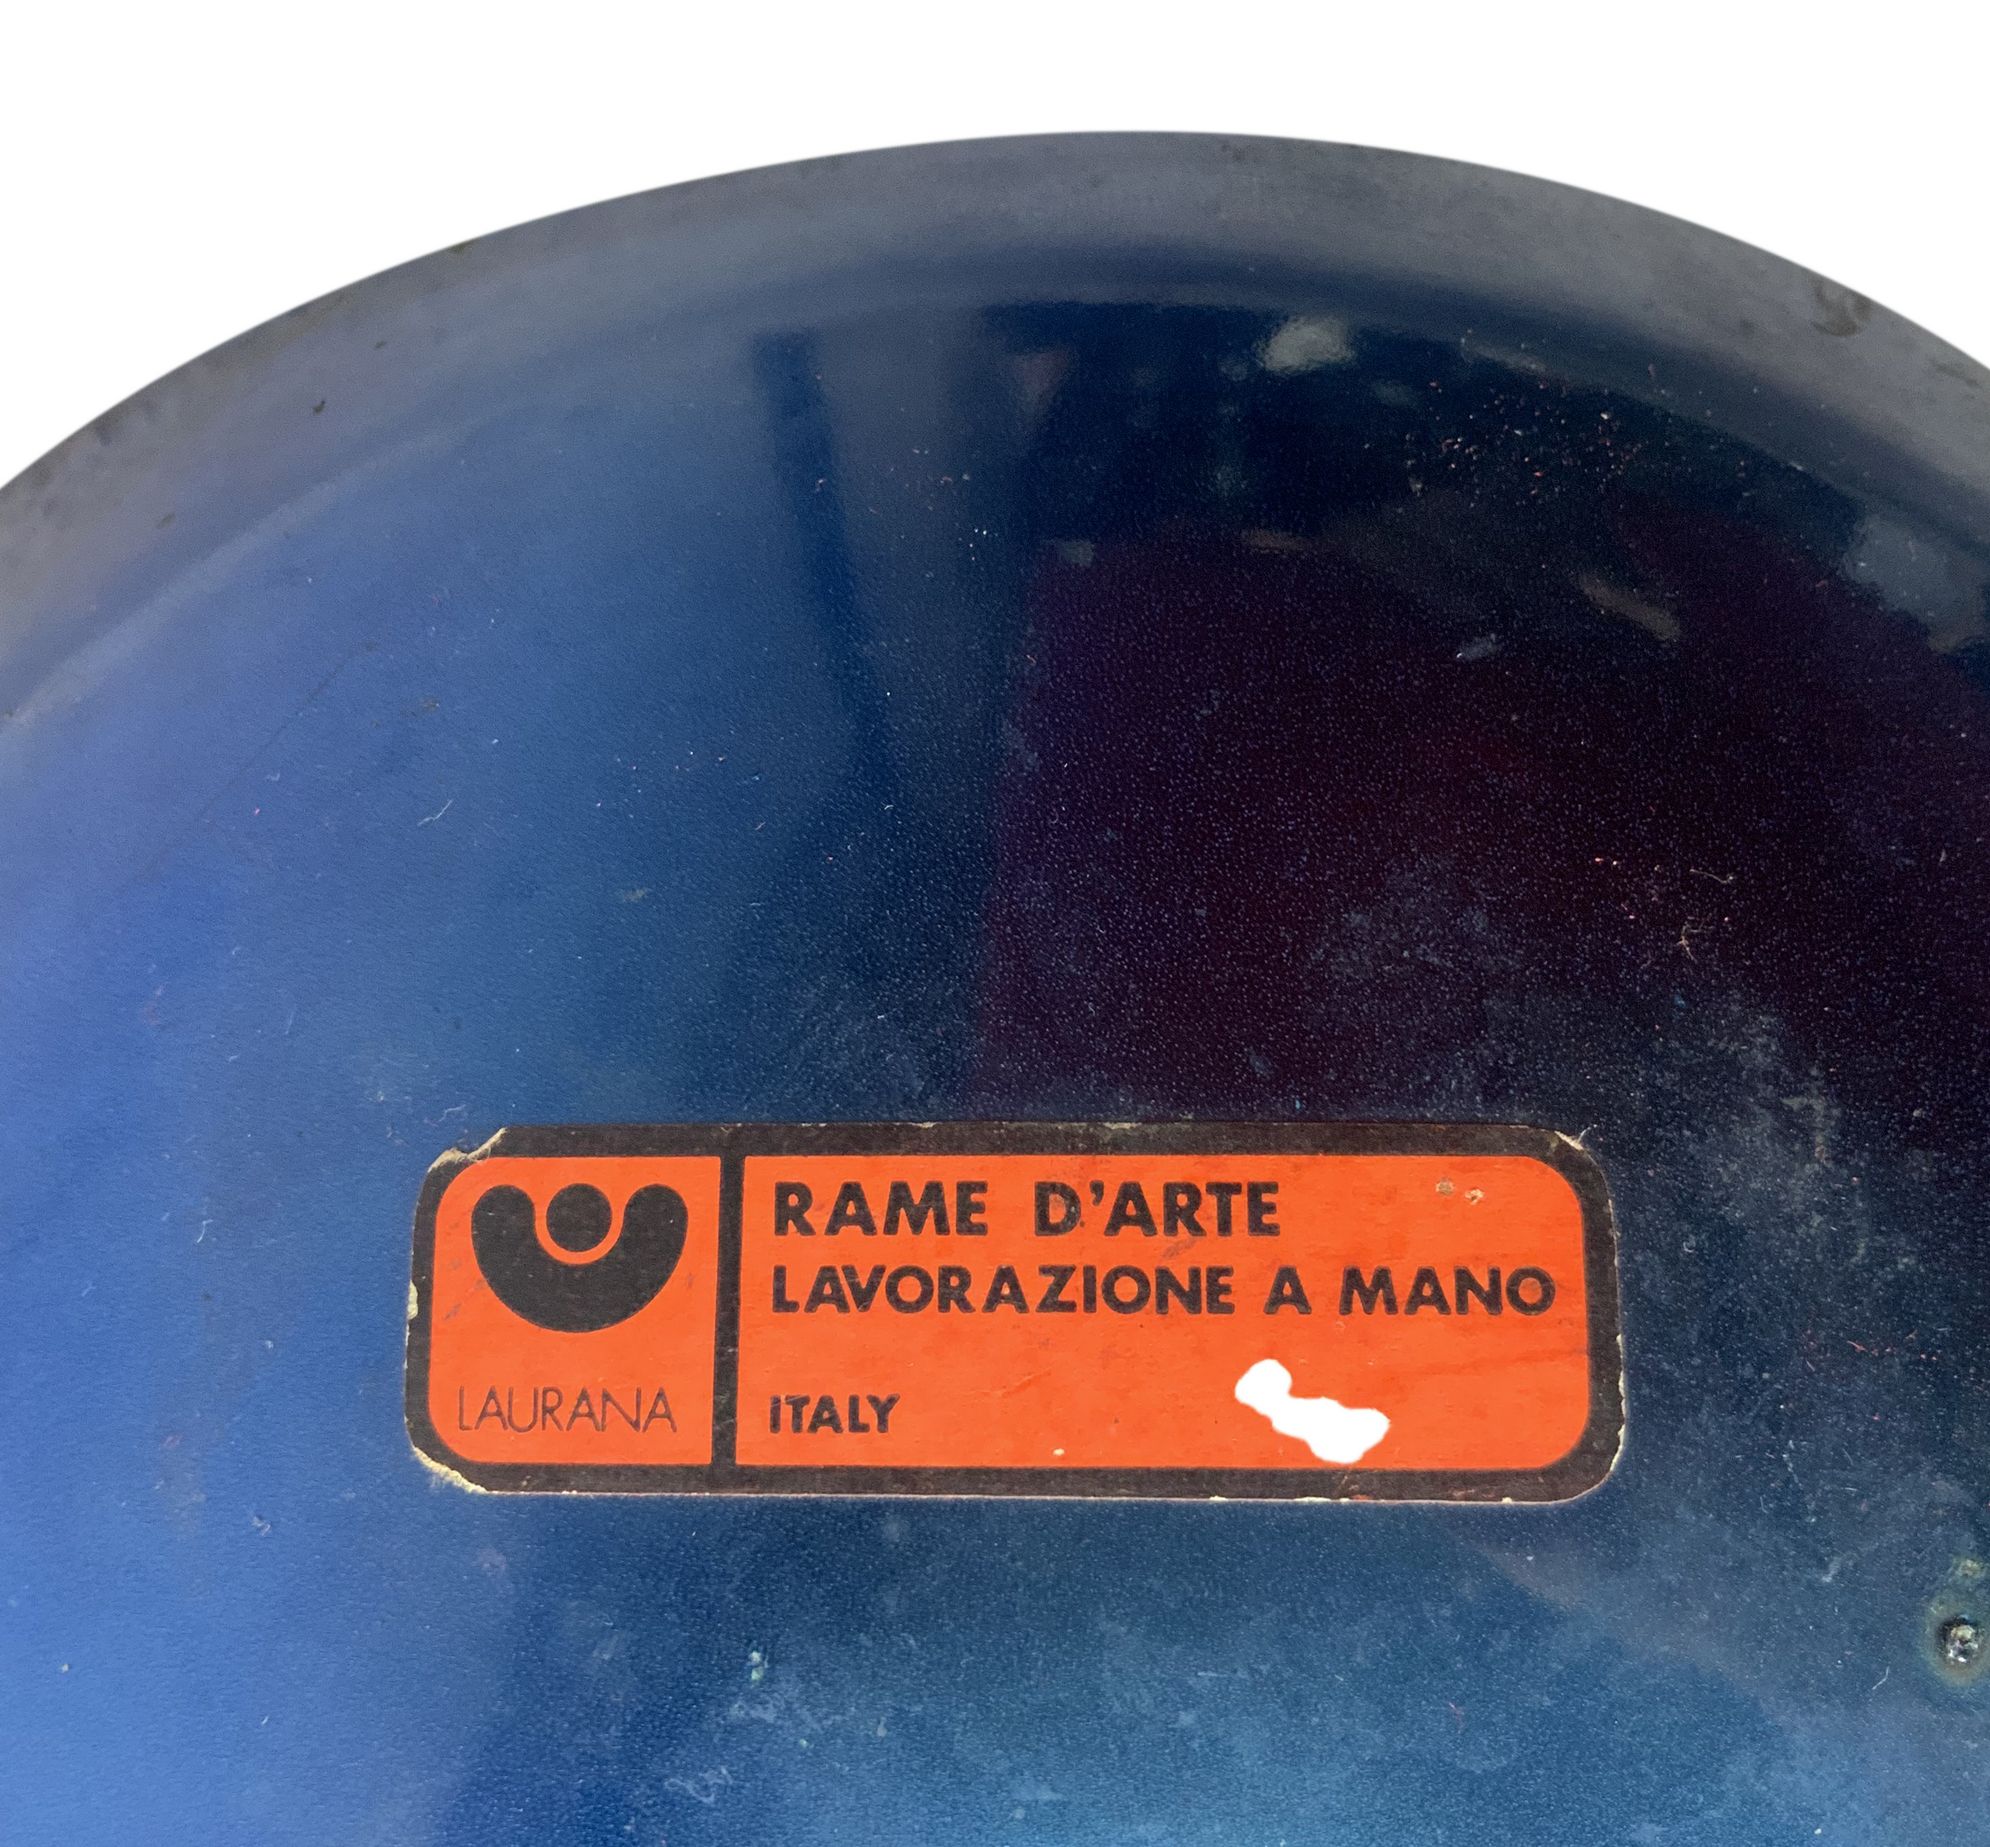 LAURANA
RAME D'ARTE
LAVORAZIONE A MANO
ITALY